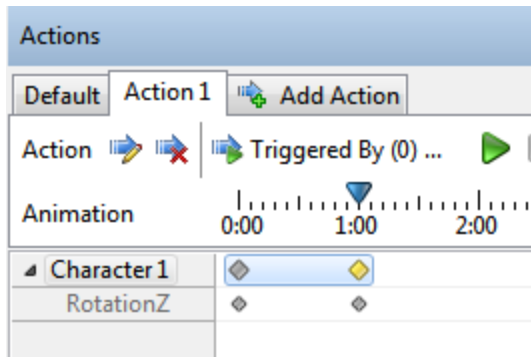 Actions
Default Action 1 Add Action
Action Triggered By (0) ...
Animation 0:00 1:00 2:00
Character 1
RotationZ